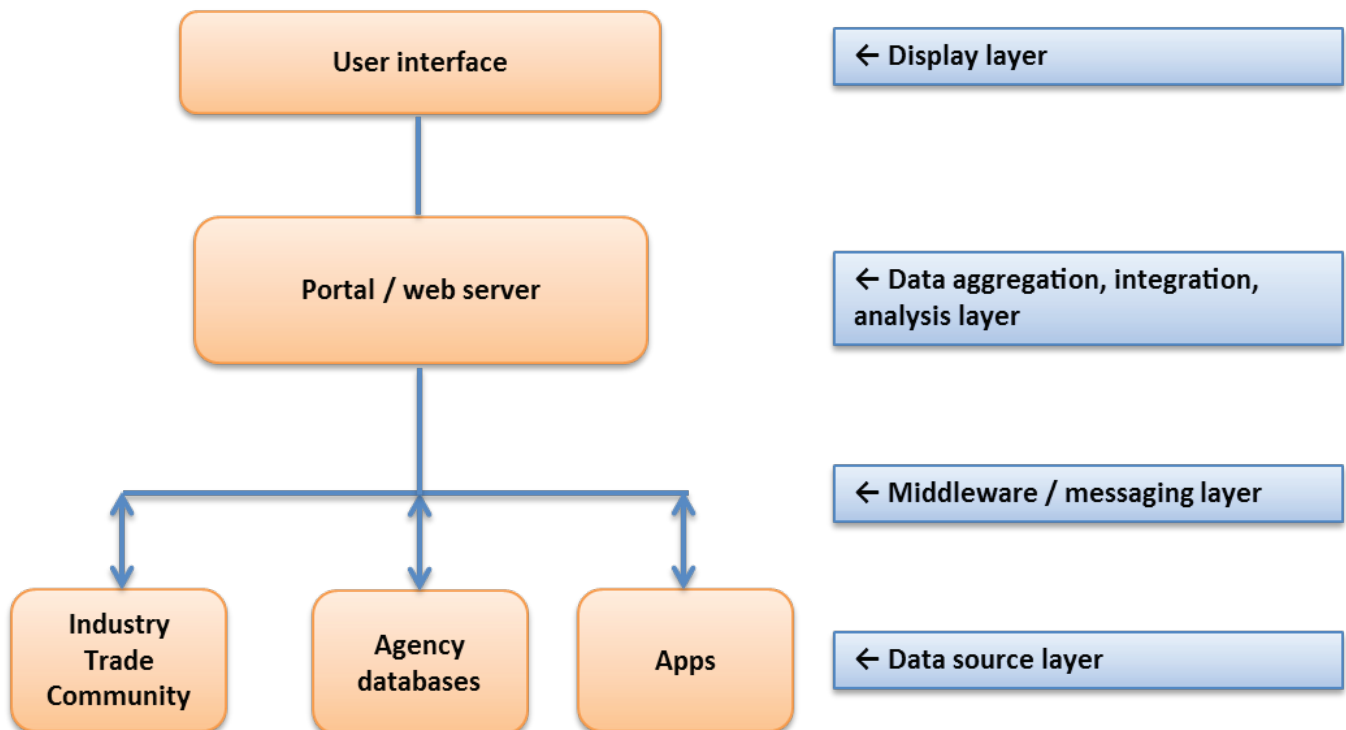 User interface
← Display layer
Portal / web server
← Data aggregation, integration,
analysis layer
← Middleware / messaging layer
Industry
Trade
Community
Agency
databases
Apps
← Data source layer